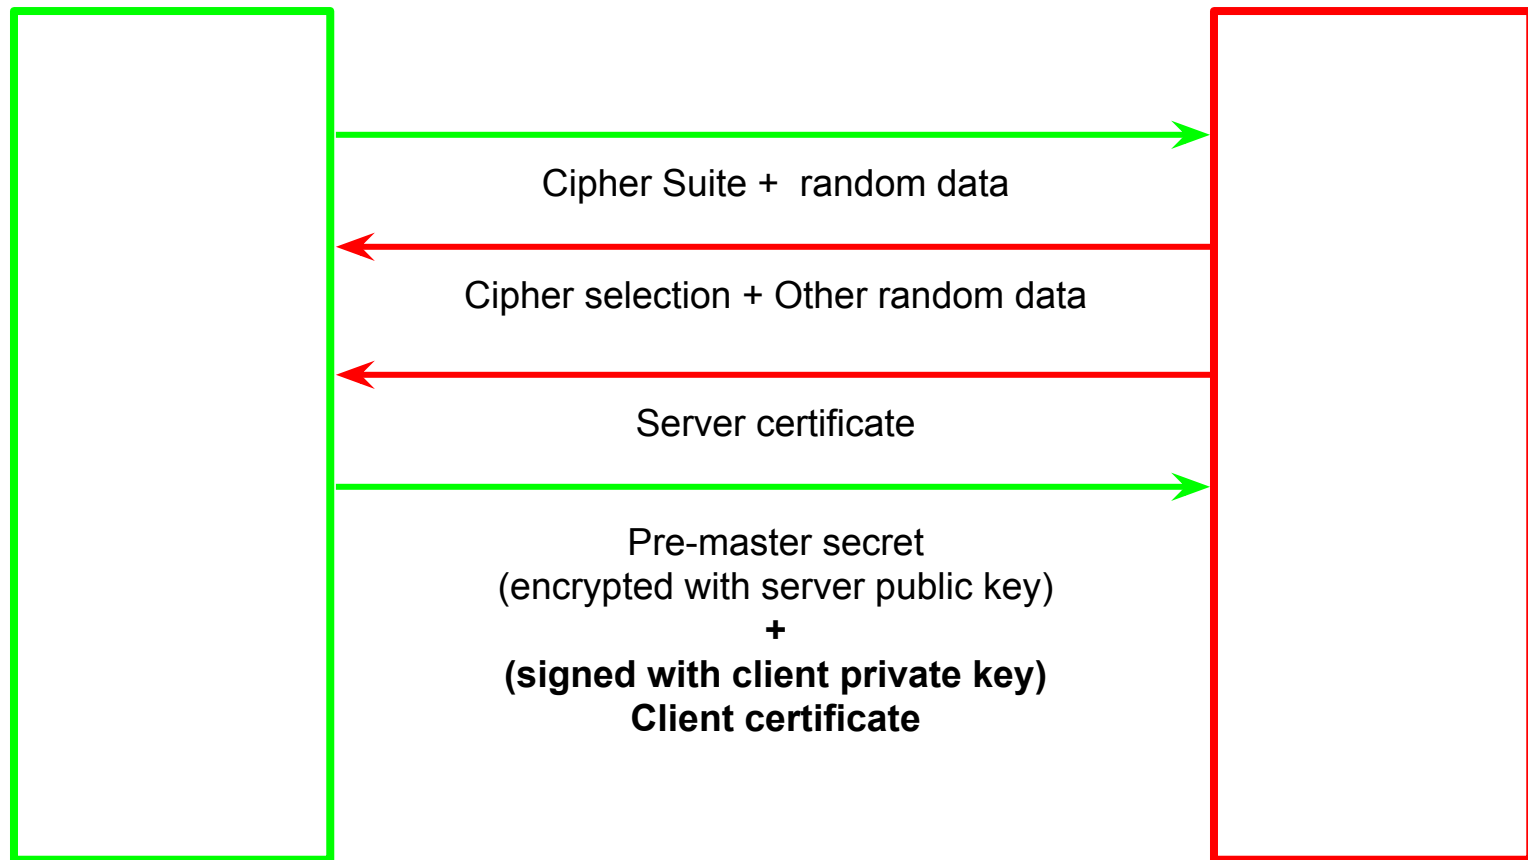 Cipher Suite +  random data
Cipher selection + Other random data
Server certificate
Pre-master secret
(encrypted with server public key)
+
(signed with client private key)
Client certificate